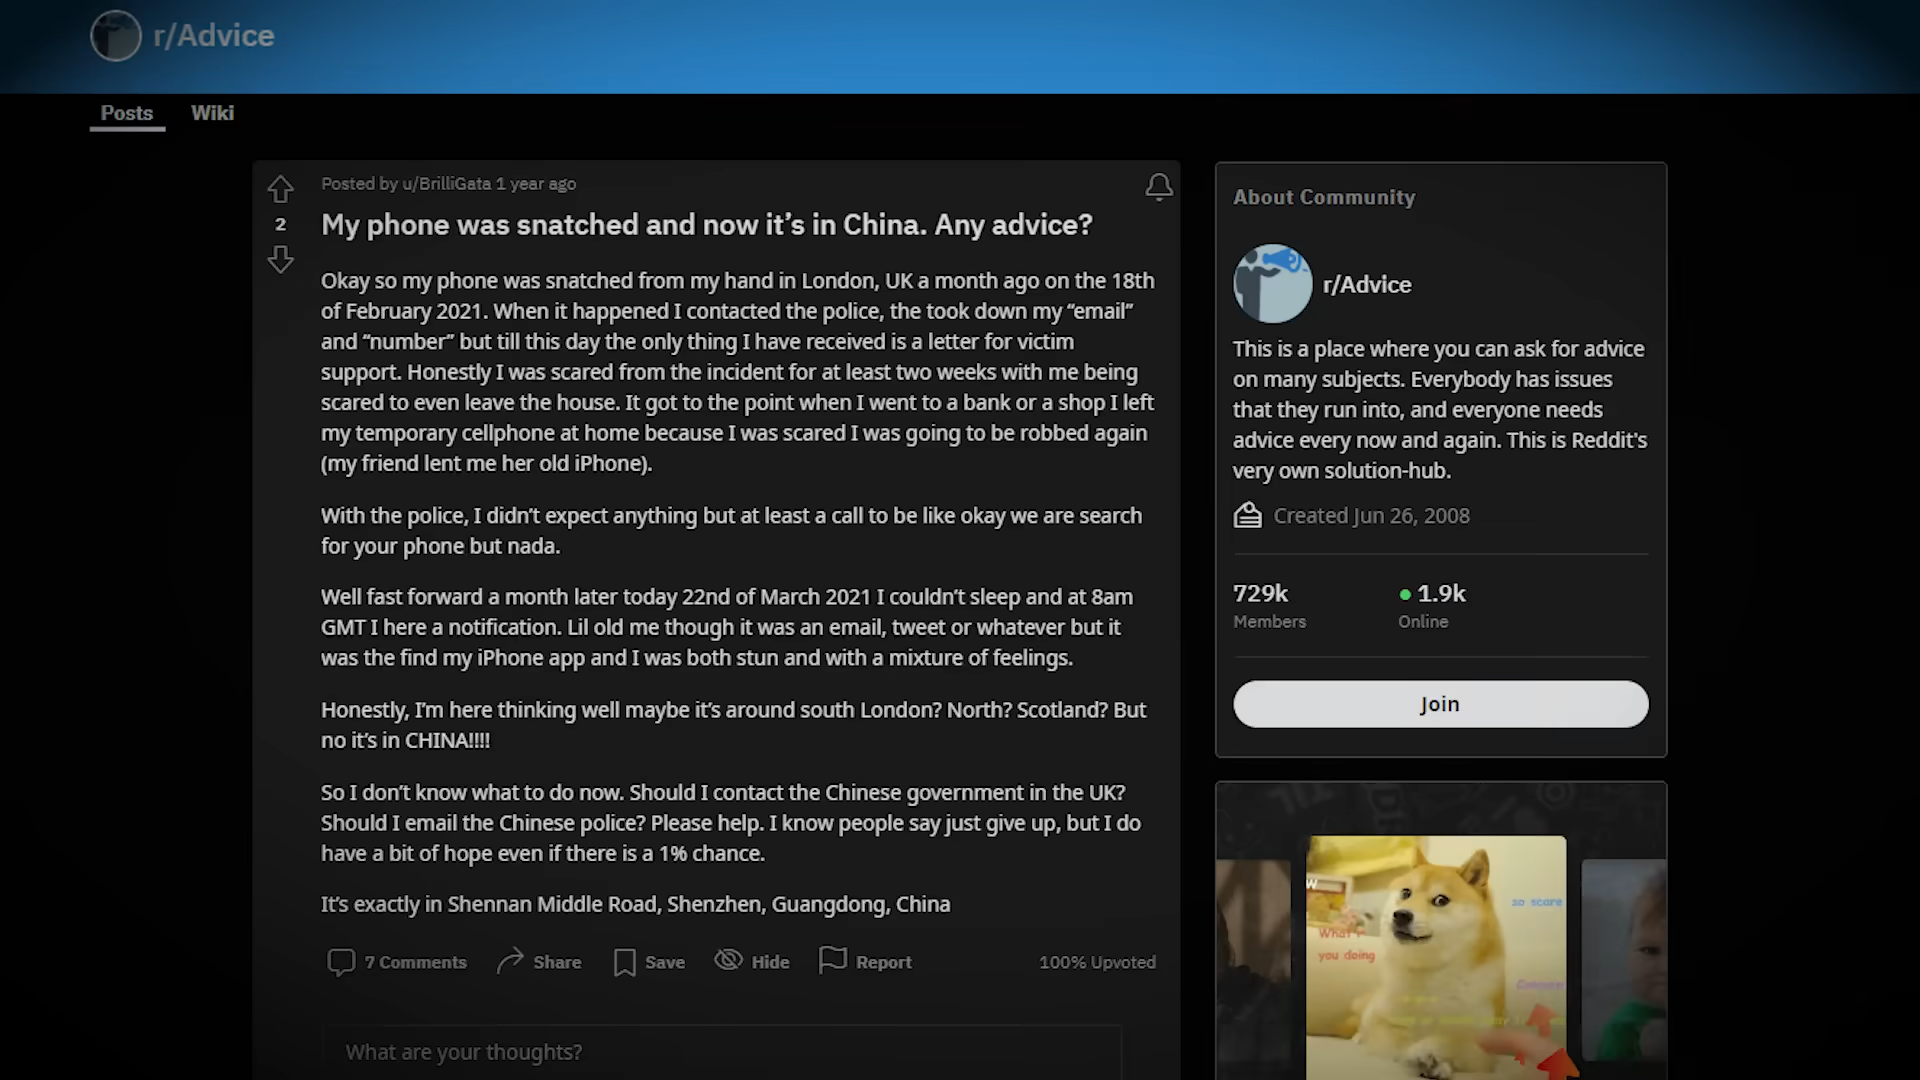 r/Advice
Posts
Wiki
Posted by u/BrilliGata 1 year ago
2
My phone was snatched and now it’s in China. Any advice?
Okay so my phone was snatched from my hand in London, UK a month ago on the 18th
of February 2021. When it happened I contacted the police, the took down my “email”
and “number” but till this day the only thing I have received is a letter for victim
support. Honestly I was scared from the incident for at least two weeks with me being
scared to even leave the house. It got to the point when I went to a bank or a shop I left
my temporary cellphone at home because I was scared I was going to be robbed again
(my friend lent me her old iPhone).
With the police, I didn’t expect anything but at least a call to be like okay we are search
for your phone but nada.
Well fast forward a month later today 22nd of March 2021 I couldn’t sleep and at 8am
GMT I here a notification. Lil old me though it was an email, tweet or whatever but it
was the find my iPhone app and I was both stun and with a mixture of feelings.
Honestly, I’m here thinking well maybe it’s around south London? North? Scotland? But
no it’s in CHINA!!!!
So I don’t know what to do now. Should I contact the Chinese government in the UK?
Should I email the Chinese police? Please help. I know people say just give up, but I do
have a bit of hope even if there is a 1% chance.
It’s exactly in Shennan Middle Road, Shenzhen, Guangdong, China
7 Comments
Share
Save
Hide
Report
100% Upvoted
What are your thoughts?
About Community
r/Advice
This is a place where you can ask for advice
on many subjects. Everybody has issues
that they run into, and everyone needs
advice every now and again. This is Reddit's
very own solution-hub.
Created Jun 26, 2008
729k
1.9k
Members
Online
Join
so scare
What r
you doing